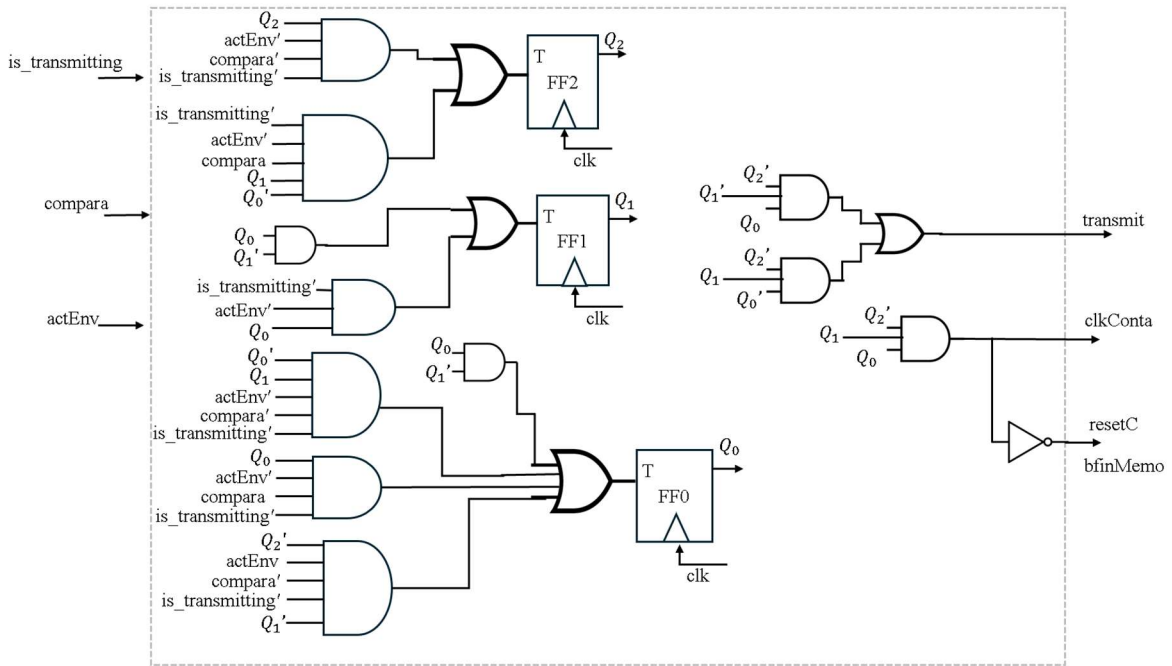 is_transmitting
compara
actEnv
Q₂
actEnv′
compara′
is_transmitting′
is_transmitting′
actEnv′
compara
Q₁
Q₀'
T
FF2
Q₂
clk
Q₀
Q₁'
is_transmitting′
actEnv′
Q₀
T
FF1
Q₁
clk
Q₀'
Q₁
actEnv′
compara′
is_transmitting′
Q₀
Q₁'
Q₀
actEnv′
compara
is_transmitting′
Q₂'
actEnv
compara′
is_transmitting′
Q₁'
T
FF0
Q₀
clk
Q₂'
Q₁'
Q₀
Q₂'
Q₁
Q₀'
transmit
Q₂'
Q₁
Q₀
clkConta
resetC
bfinMemo